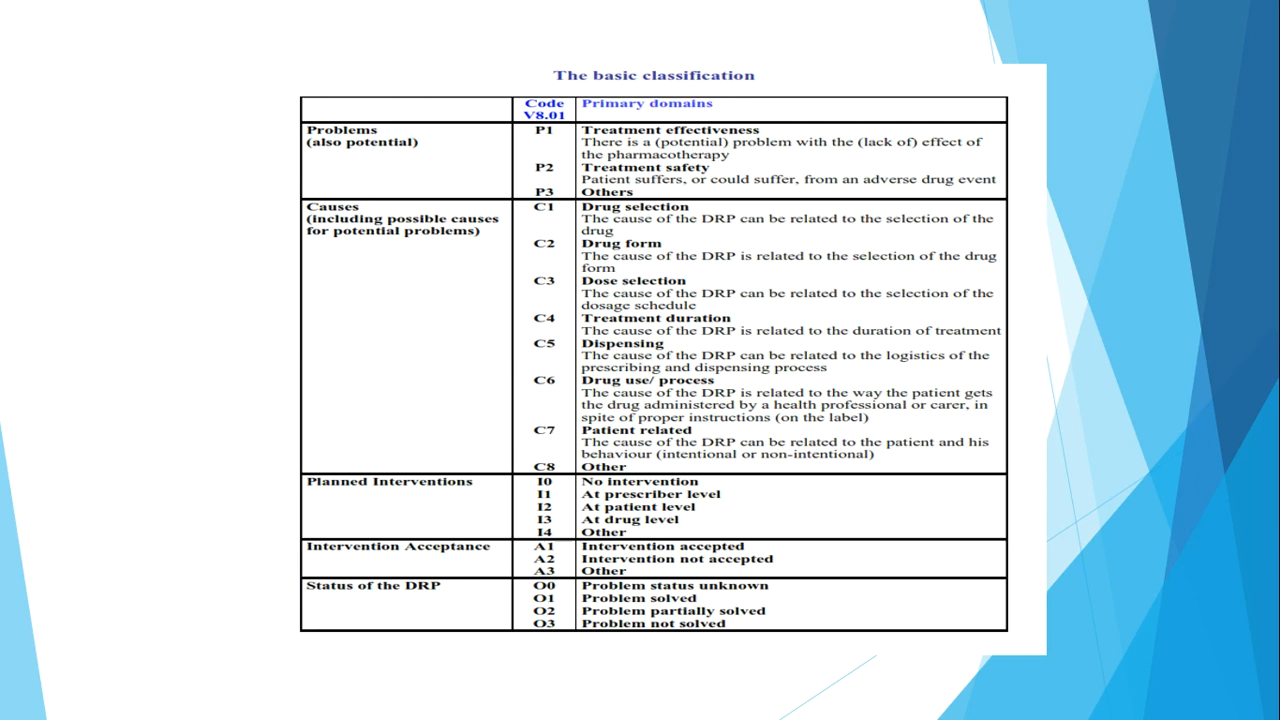 The basic classification
Code
V8.01
Primary domains
Problems
(also potential)
P1
Treatment effectiveness
There is a (potential) problem with the (lack of) effect of
the pharmacotherapy
P2
Treatment safety
Patient suffers, or could suffer, from an adverse drug event
P3
Others
Causes
(including possible causes
for potential problems)
C1
Drug selection
The cause of the DRP can be related to the selection of the
drug
C2
Drug form
The cause of the DRP is related to the selection of the drug
form
C3
Dose selection
The cause of the DRP can be related to the selection of the
dosage schedule
C4
Treatment duration
The cause of the DRP is related to the duration of treatment
C5
Dispensing
The cause of the DRP can be related to the logistics of the
prescribing and dispensing process
C6
Drug use/ process
The cause of the DRP is related to the way the patient gets
the drug administered by a health professional or carer, in
spite of proper instructions (on the label)
C7
Patient related
The cause of the DRP can be related to the patient and his
behaviour (intentional or non-intentional)
C8
Other
Planned Interventions
I0
No intervention
I1
At prescriber level
I2
At patient level
I3
At drug level
I4
Other
Intervention Acceptance
A1
Intervention accepted
A2
Intervention not accepted
A3
Other
Status of the DRP
O0
Problem status unknown
O1
Problem solved
O2
Problem partially solved
O3
Problem not solved